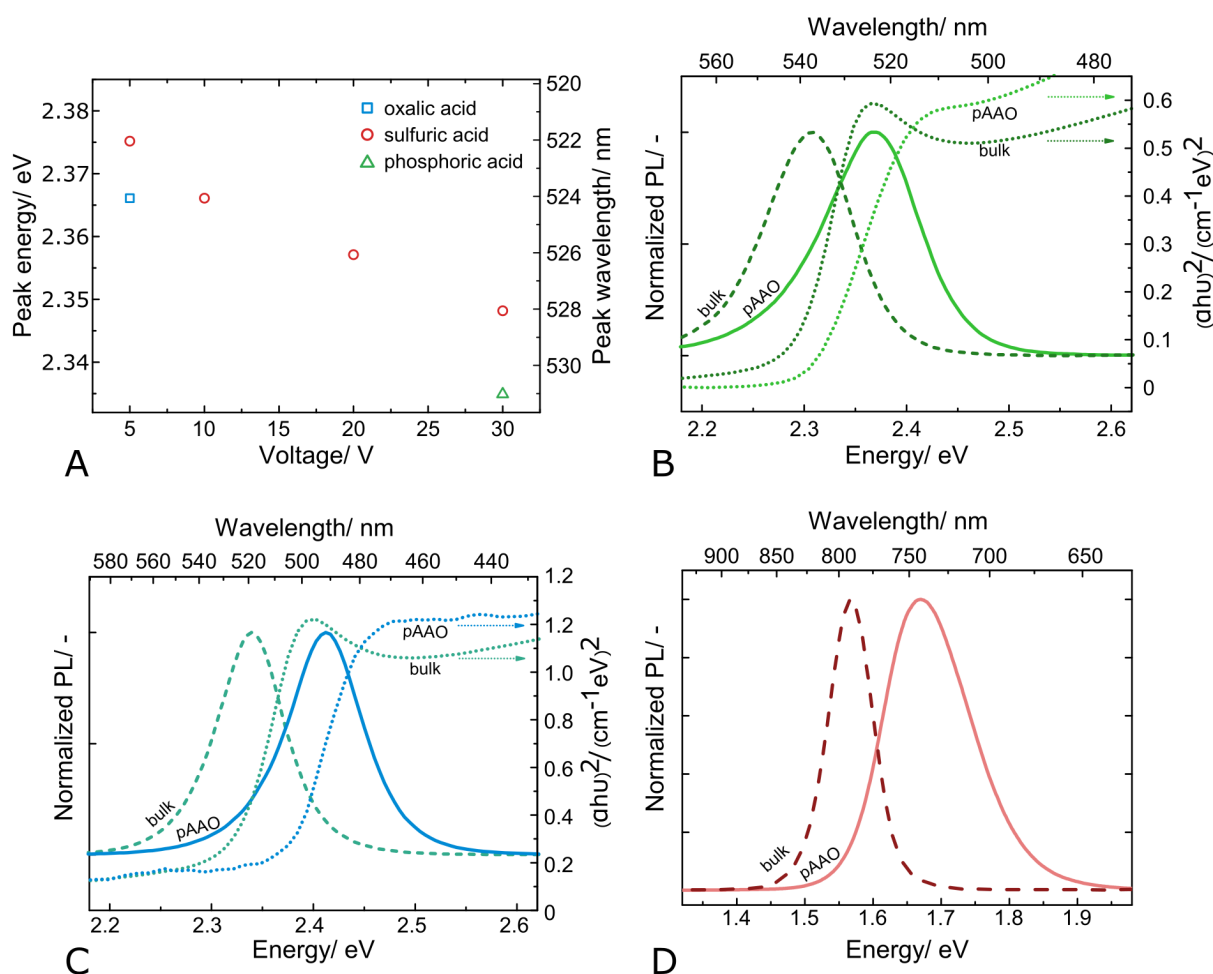 Peak energy/ eV
2.38
2.37
2.36
2.35
2.34
oxalic acid
sulfuric acid
phosphoric acid
520
522
524
526
528
530
Peak wavelength/ nm
5 10 15 20 25 30
Voltage/ V
A
Wavelength/ nm
560 540 520 500 480
Normalized PL/ -
pAAO
bulk
bulk
pAAO
0.6
0.5
0.4
0.3
0.2
0.1
0
(αhυ)²/(cm⁻¹eV)²
2.2 2.3 2.4 2.5 2.6
Energy/ eV
B
Wavelength/ nm
580 560 540 520 500 480 460 440
Normalized PL/ -
pAAO
bulk
bulk
pAAO
1.2
1.2
1.0
0.8
0.6
0.4
0.2
0
(αhυ)²/(cm⁻¹eV)²
2.2 2.3 2.4 2.5 2.6
Energy/ eV
C
Wavelength/ nm
900 850 800 750 700 650
Normalized PL/ -
bulk
pAAO
1.4 1.5 1.6 1.7 1.8 1.9
Energy/ eV
D